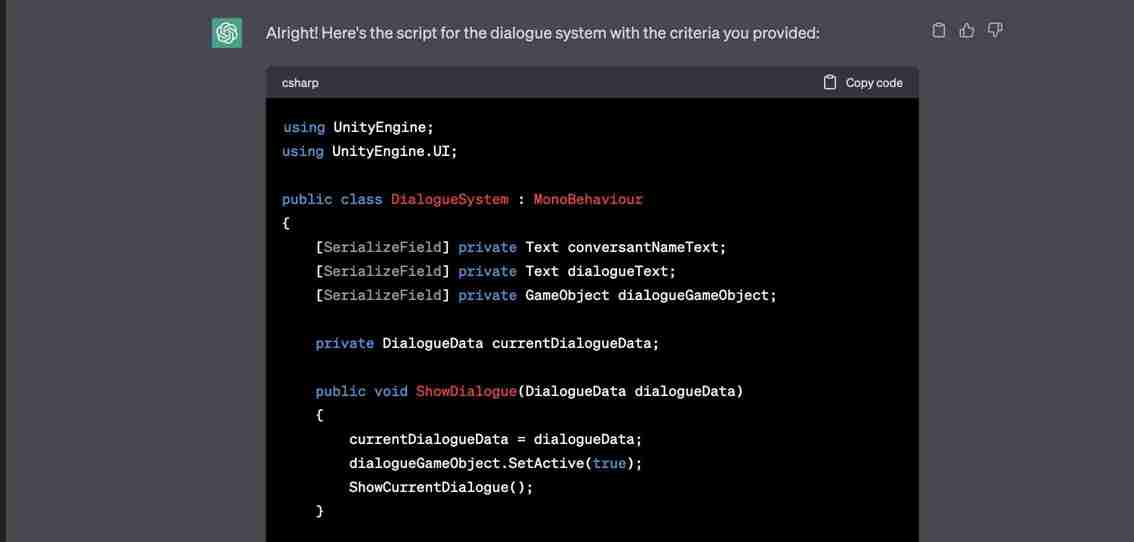 Alright! Here's the script for the dialogue system with the criteria you provided:
csharp
Copy code
using UnityEngine;
using UnityEngine.UI;
public class DialogueSystem : MonoBehaviour
{
[SerializeField] private Text conversantNameText;
[SerializeField] private Text dialogueText;
[SerializeField] private GameObject dialogueGameObject;
private DialogueData currentDialogueData;
public void ShowDialogue(DialogueData dialogueData)
{
currentDialogueData = dialogueData;
dialogueGameObject.SetActive(true);
ShowCurrentDialogue();
}